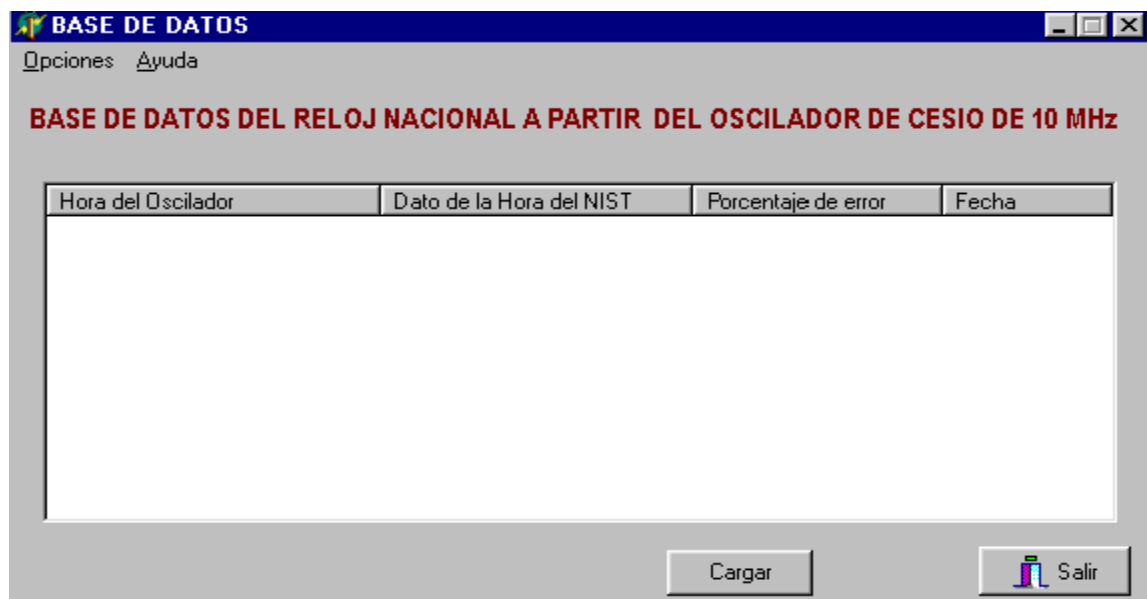 BASE DE DATOS
Opciones Ayuda
BASE DE DATOS DEL RELOJ NACIONAL A PARTIR DEL OSCILADOR DE CESIO DE 10 MHz
Hora del Oscilador Dato de la Hora del NIST Porcentaje de error Fecha
Cargar Salir